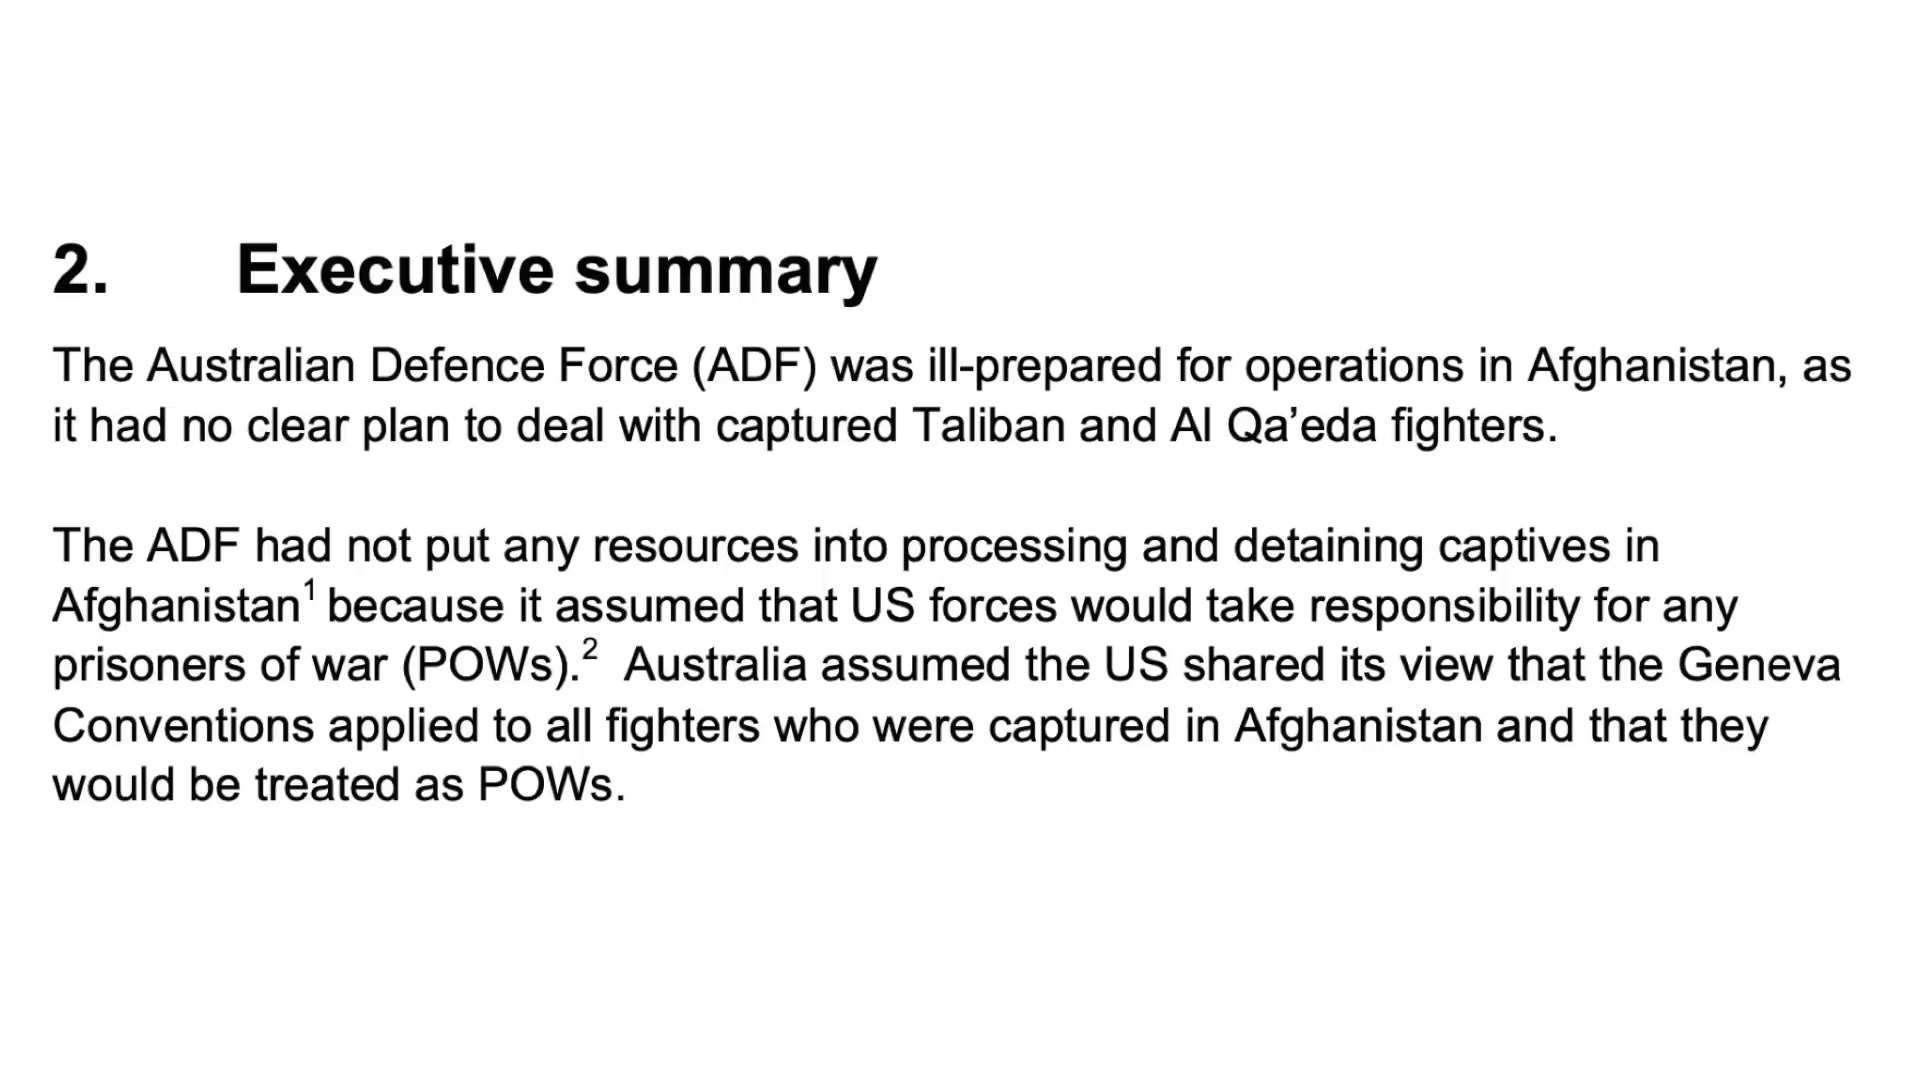 2. Executive summary
The Australian Defence Force (ADF) was ill-prepared for operations in Afghanistan, as
it had no clear plan to deal with captured Taliban and Al Qa’eda fighters.
The ADF had not put any resources into processing and detaining captives in
Afghanistan¹ because it assumed that US forces would take responsibility for any
prisoners of war (POWs).² Australia assumed the US shared its view that the Geneva
Conventions applied to all fighters who were captured in Afghanistan and that they
would be treated as POWs.